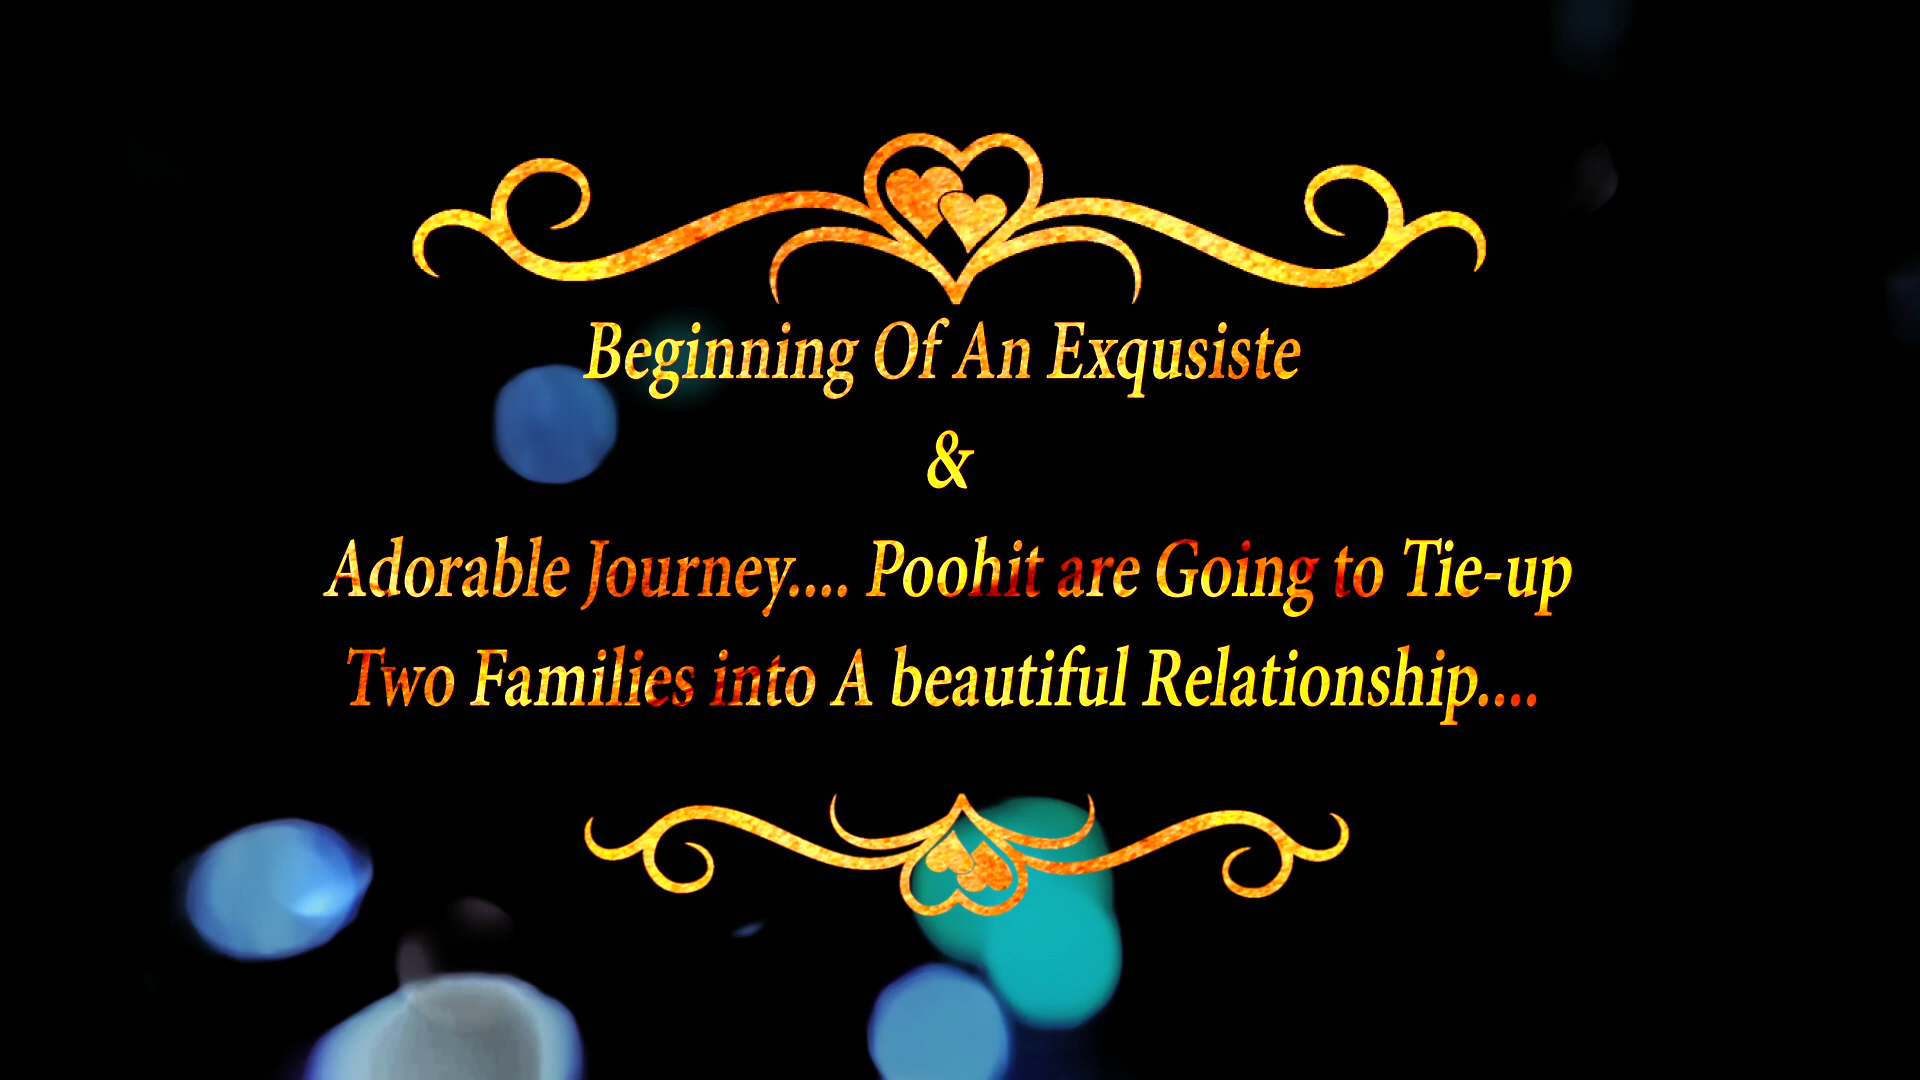 Beginning Of An Exqusiste
&
Adorable Journey.... Poohit are Going to Tie-up
Two Families into A beautiful Relationship....